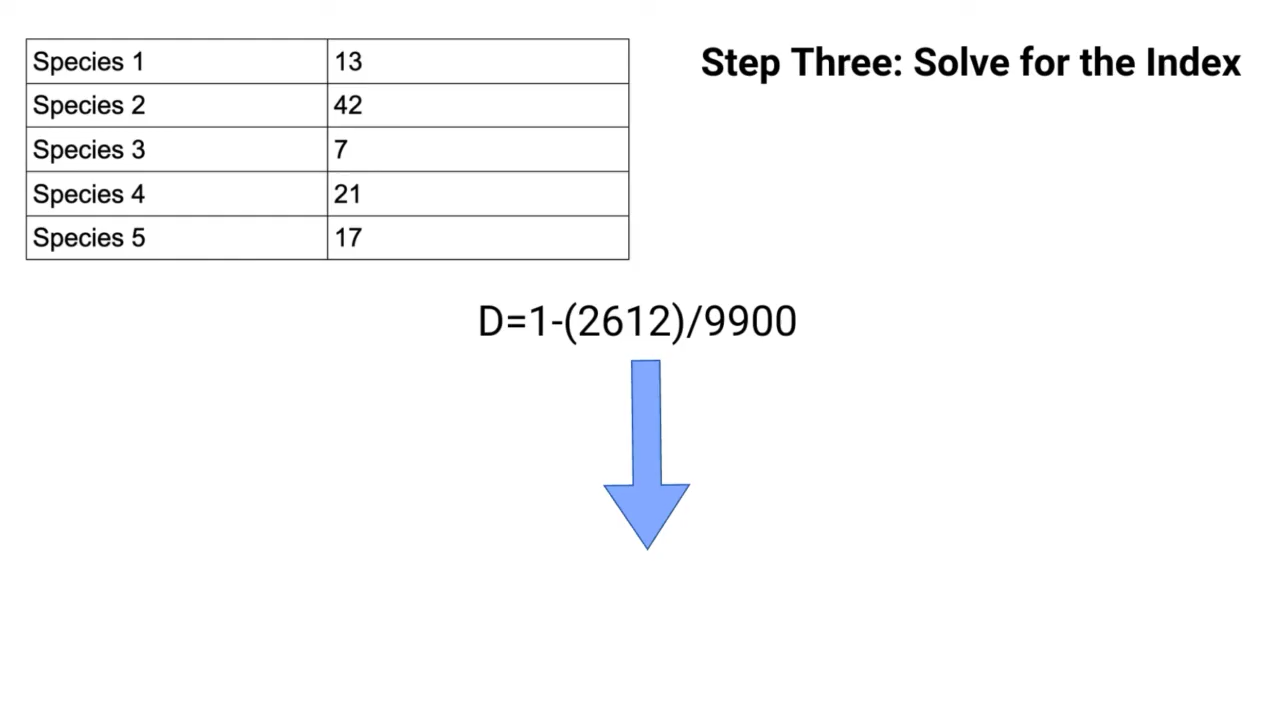 Step Three: Solve for the Index
Species 1 13
Species 2 42
Species 3 7
Species 4 21
Species 5 17
D=1-(2612)/9900